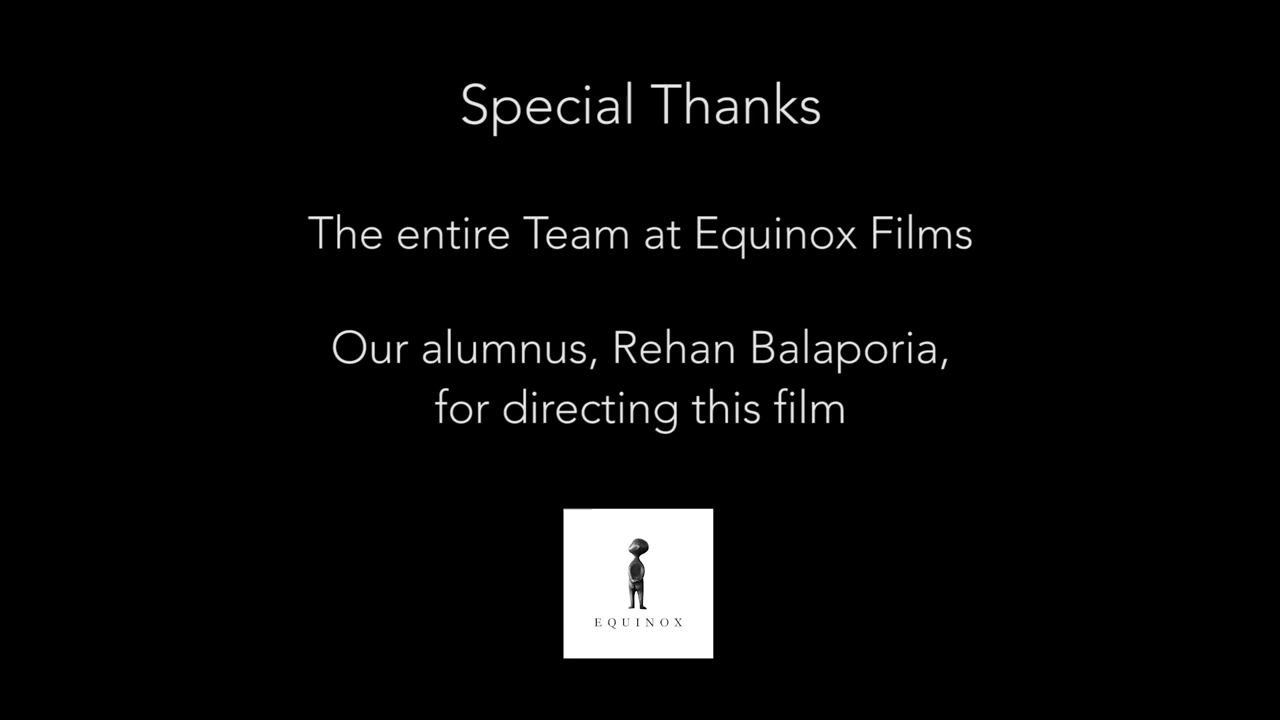 Special Thanks
The entire Team at Equinox Films
Our alumnus, Rehan Balaporia,
for directing this film
EQUINOX